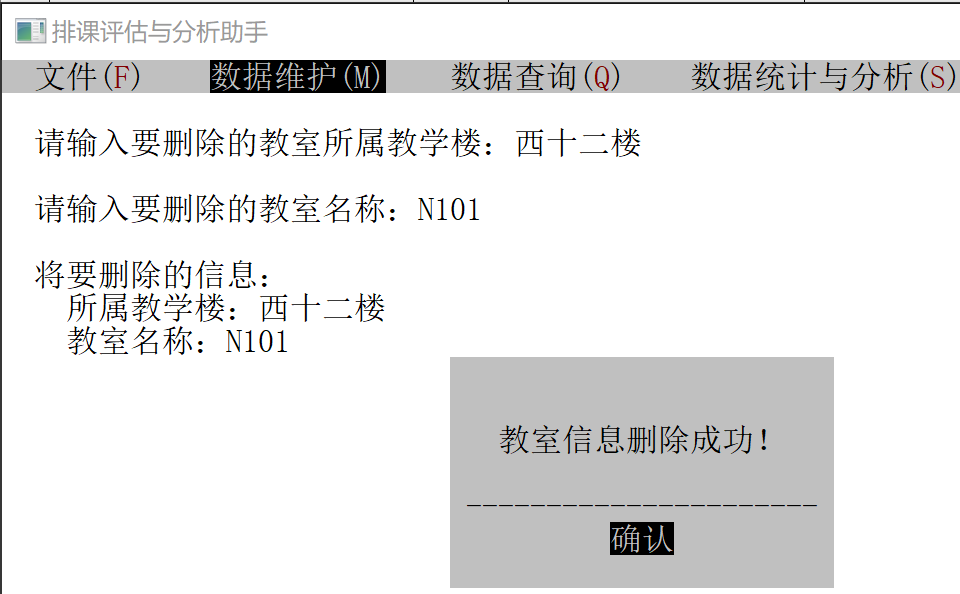 排课评估与分析助手
文件(F) 数据维护(M) 数据查询(Q) 数据统计与分析(S)
请输入要删除的教室所属教学楼：西十二楼
请输入要删除的教室名称：N101
将要删除的信息：
所属教学楼：西十二楼
教室名称：N101
教室信息删除成功！
----------------------
确认